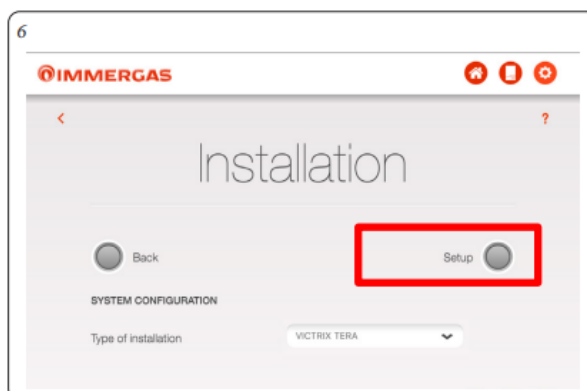 6
IMMERGAS
<
?
Installation
Back
Setup
SYSTEM CONFIGURATION
Type of installation
VICTRIX TERA